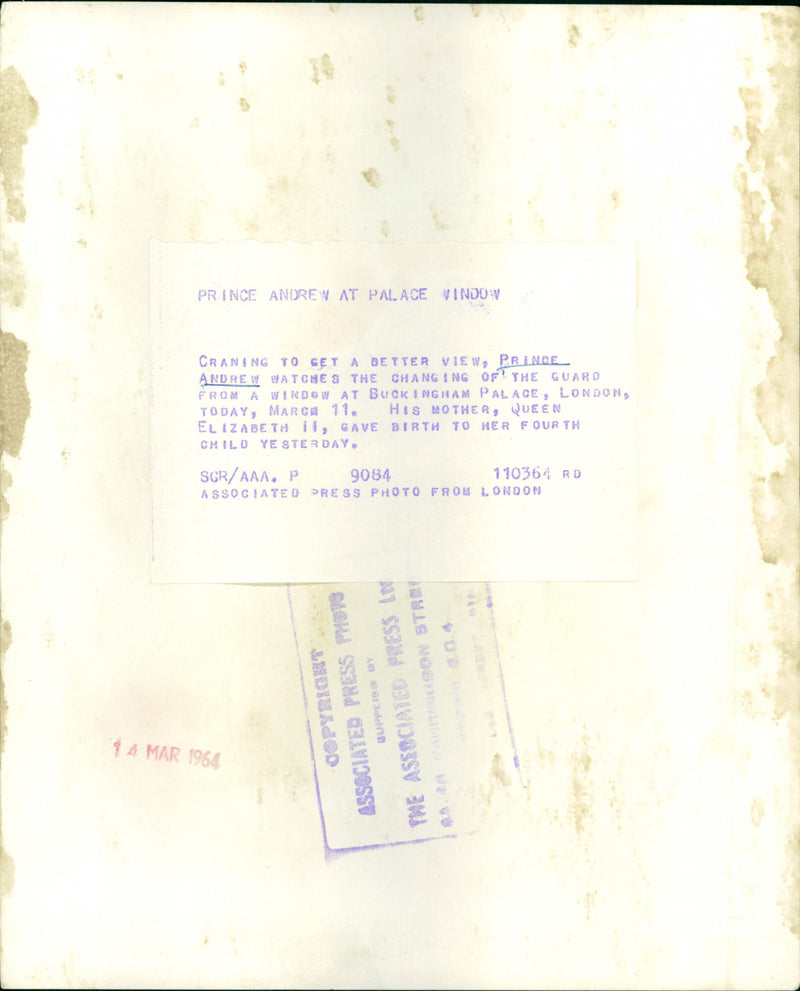 PRINCE ANDREW AT PALACE WINDOW
CRANING TO GET A BETTER VIEW, PRINCE
ANDREW WATCHES THE CHANGING OF THE GUARD
FROM A WINDOW AT BUCKINGHAM PALACE, LONDON,
TODAY, MARCH 11. HIS MOTHER, QUEEN
ELIZABETH II, GAVE BIRTH TO HER FOURTH
CHILD YESTERDAY.
SGR/AAA. P 9084 110364 RD
ASSOCIATED PRESS PHOTO FROM LONDON
COPYRIGHT
ASSOCIATED PRESS PHOTO
SUPPLIED BY
THE ASSOCIATED PRESS
FARRINGDON
E.C.4
14 MAR 1964